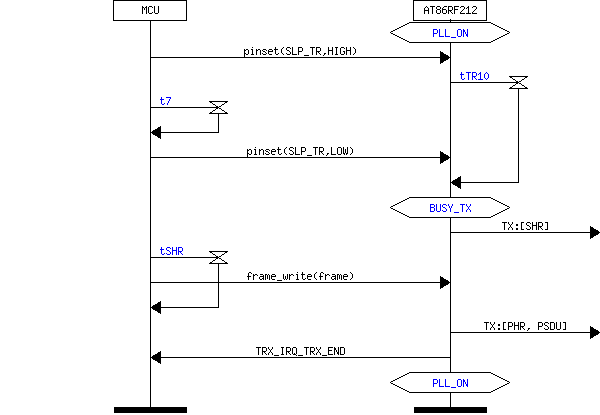 MCU
AT86RF212
PLL_ON
pinset(SLP_TR,HIGH)
tTR10
t7
pinset(SLP_TR,LOW)
BUSY_TX
TX:[SHR]
tSHR
frame_write(frame)
TX:[PHR, PSDU]
TRX_IRQ_TRX_END
PLL_ON